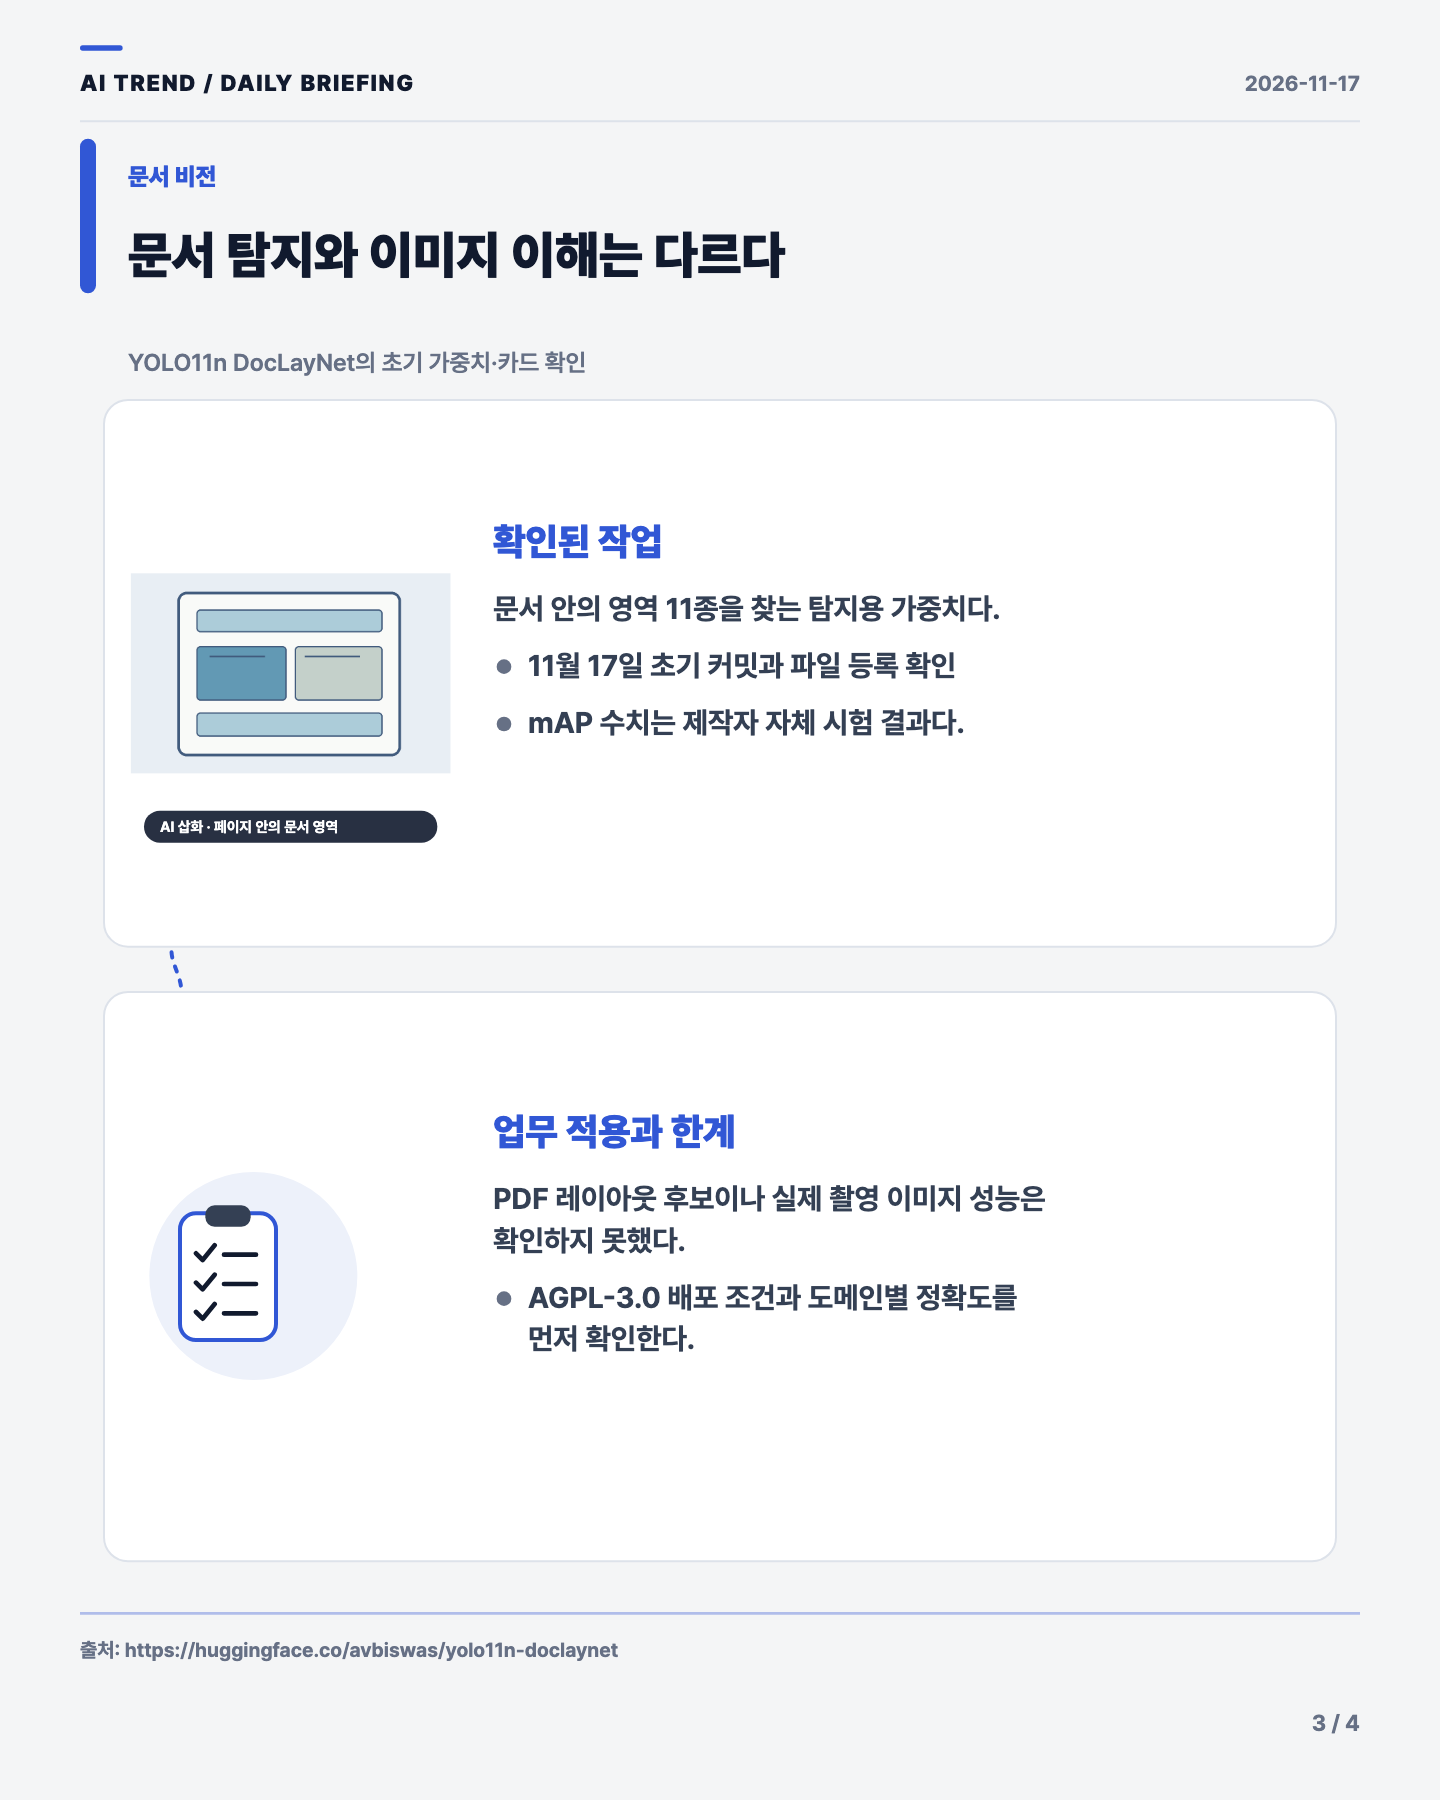 AI TREND / DAILY BRIEFING
2026-11-17
문서 비전
문서 탐지와 이미지 이해는 다르다
YOLO11n DocLayNet의 초기 가중치·카드 확인
확인된 작업
문서 안의 영역 11종을 찾는 탐지용 가중치다.
● 11월 17일 초기 커밋과 파일 등록 확인
● mAP 수치는 제작자 자체 시험 결과다.
AI 삽화 · 페이지 안의 문서 영역
업무 적용과 한계
PDF 레이아웃 후보이나 실제 촬영 이미지 성능은
확인하지 못했다.
● AGPL-3.0 배포 조건과 도메인별 정확도를
먼저 확인한다.
출처: https://huggingface.co/avbiswas/yolo11n-doclaynet
3 / 4